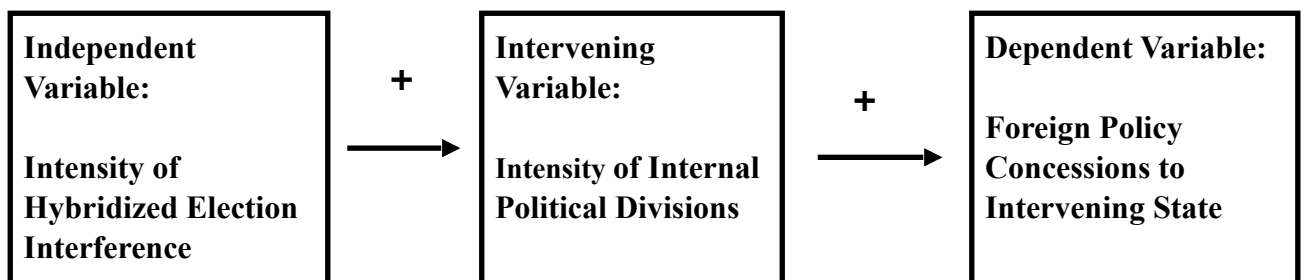 Independent
Variable:
Intensity of
Hybridized Election
Interference
+
Intervening
Variable:
Intensity of Internal
Political Divisions
+
Dependent Variable:
Foreign Policy
Concessions to
Intervening State